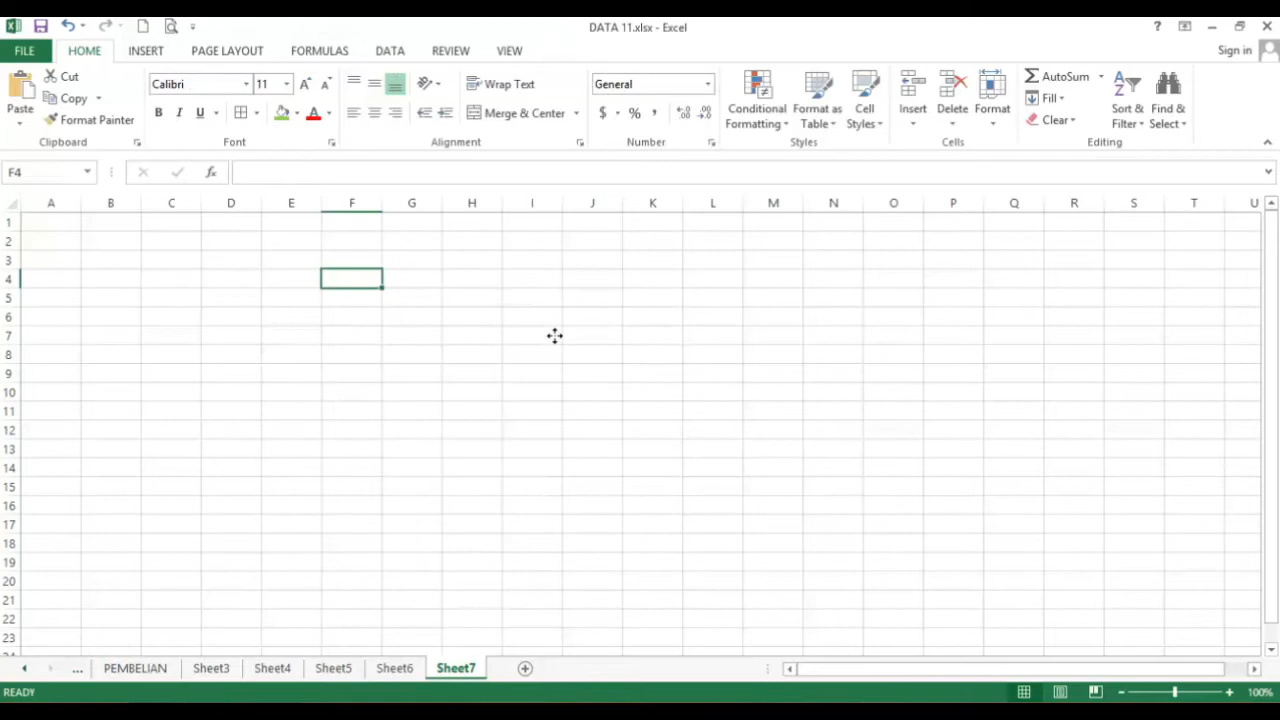 DATA 11.xlsx - Excel
?
FILE HOME INSERT PAGE LAYOUT FORMULAS DATA REVIEW VIEW Sign in
Paste
Cut
Copy
Format Painter
Clipboard
Calibri 11
B I U
Font
Wrap Text
Merge & Center
Alignment
General
$ % ,
Number
Conditional Formatting
Format as Table
Cell Styles
Styles
Insert
Delete
Format
Cells
AutoSum
Fill
Clear
Sort & Filter
Find & Select
Editing
F4 fx
A B C D E F G H I J K L M N O P Q R S T U
1
2
3
4
5
6
7
8
9
10
11
12
13
14
15
16
17
18
19
20
21
22
23
... PEMBELIAN Sheet3 Sheet4 Sheet5 Sheet6 Sheet7
READY 100%